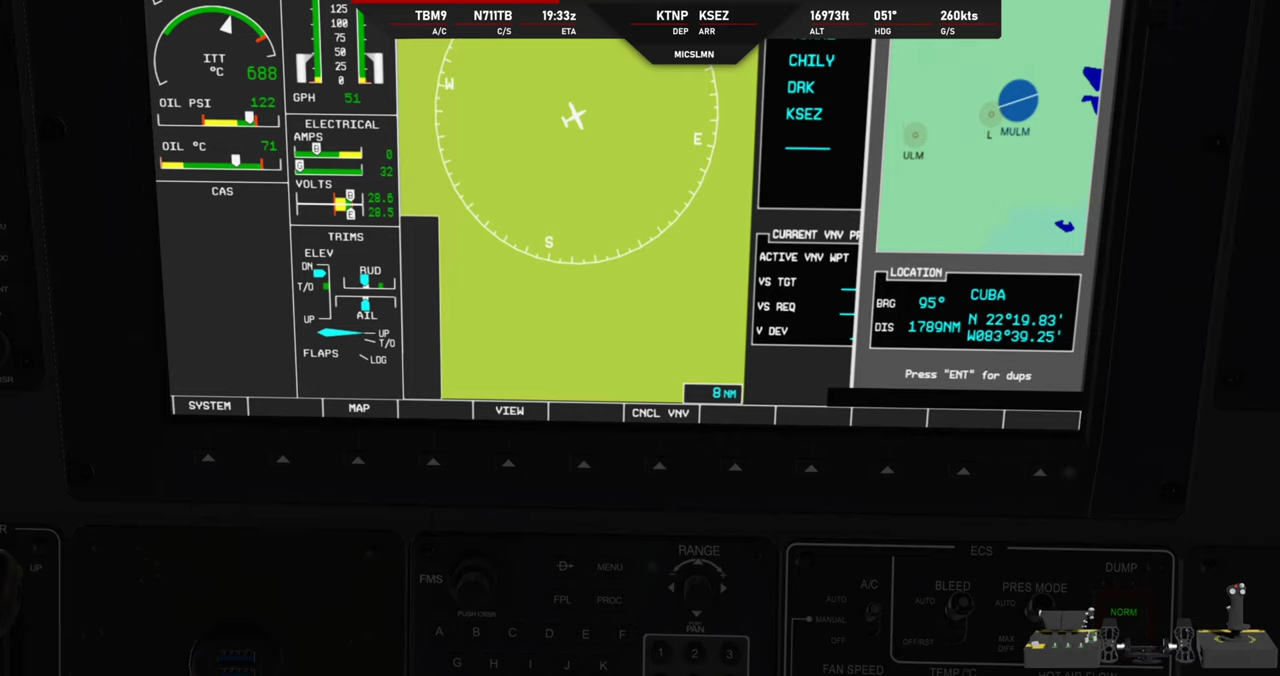 TBM9 N711TB 19:33z KTNP KSEZ 16973ft 051° 260kts
A/C C/S ETA DEP ARR ALT HDG G/S
MICSLMN
ITT
°C 688
OIL PSI 122
OIL °C 71
CAS
125
100
75
50
25
0
GPH 51
ELECTRICAL
AMPS
B 0
G 32
VOLTS
B 28.6
E 28.5
TRIMS
ELEV
DN
T/O
UP
RUD
AIL
UP
T/O
FLAPS LDG
W
E
S
8NM
CHILY
DRK
KSEZ
CURRENT VNV PR
ACTIVE VNV WPT
VS TGT
VS REQ
V DEV
L MULM
ULM
LOCATION
BRG 95° CUBA
DIS 1789NM N 22°19.83'
W083°39.25'
Press "ENT" for dups
SYSTEM MAP VIEW CNCL VNV
R
UP
FMS
PUSH CRSR
D MENU
FPL PROC
A B C D E F
G H I J K
RANGE
PAN
1 2 3
ECS
A/C
AUTO
MANUAL
OFF
FAN SPEED
BLEED
AUTO
OFF/RST
PRES MODE
AUTO
MAX
DIFF
DUMP
NORM
TEMP/°C
HOT AIR FLOW